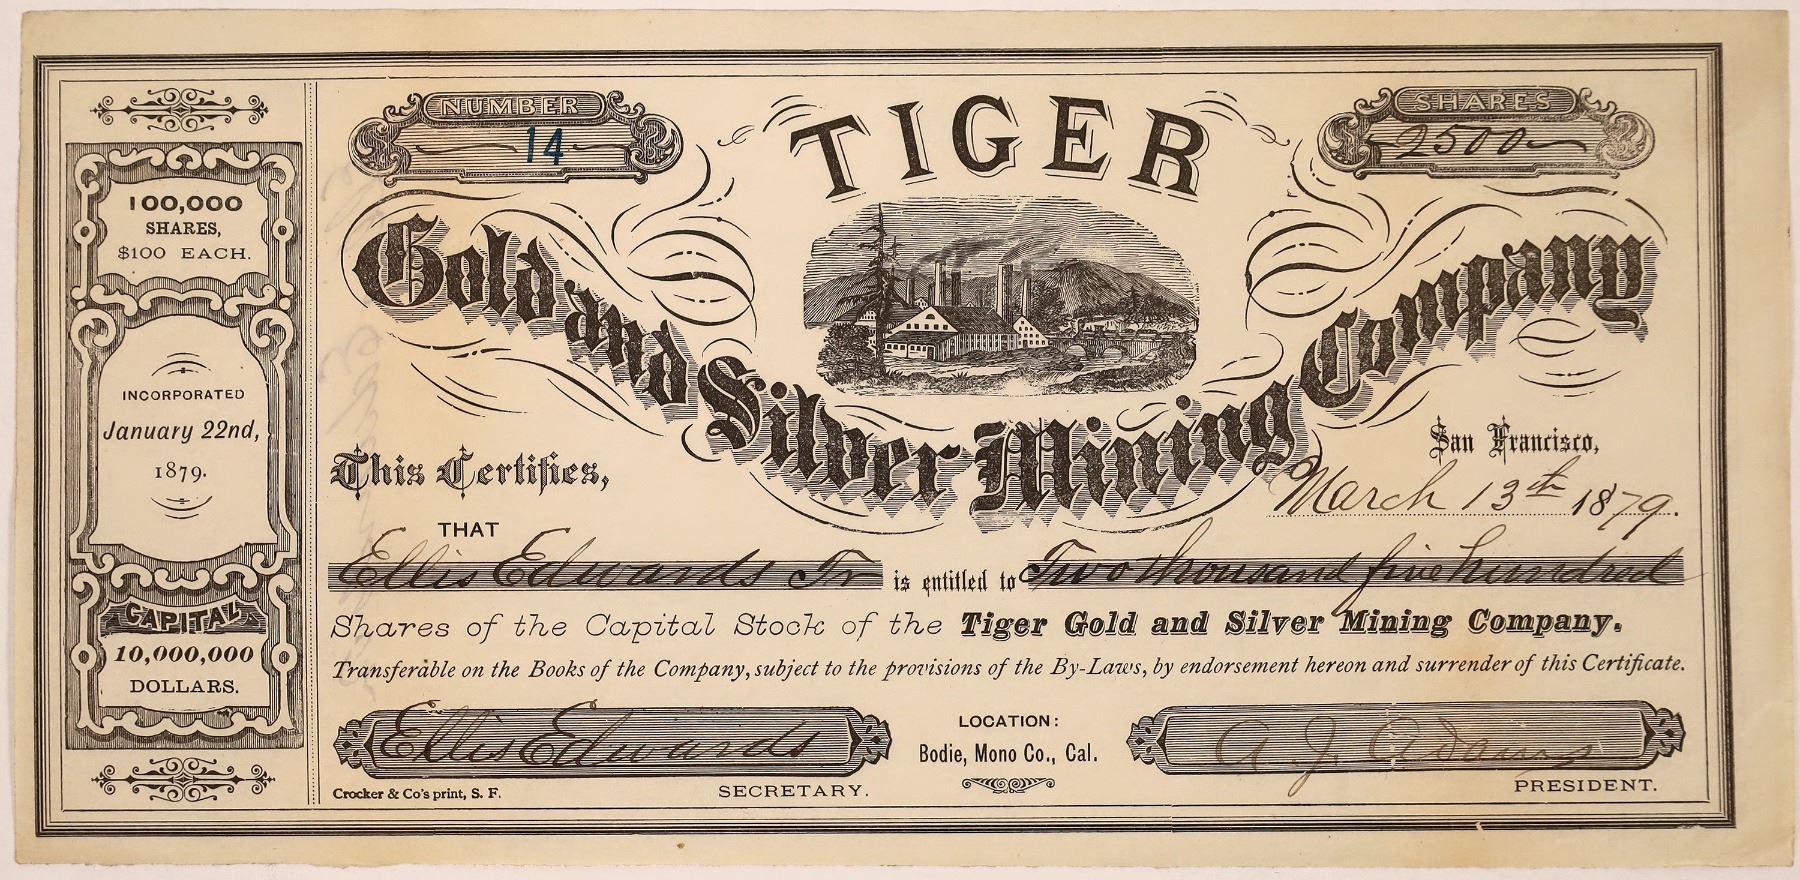 NUMBER
14
TIGER
SHARES
2500
Gold and Silver Mining Company
100,000
SHARES,
$100 EACH.
INCORPORATED
January 22nd,
1879.
CAPITAL
10,000,000
DOLLARS.
San Francisco,
March 13th 1879.
This Certifies,
THAT
Ellis Edwards Tr is entitled to Two thousand five hundred
Shares of the Capital Stock of the Tiger Gold and Silver Mining Company.
Transferable on the Books of the Company, subject to the provisions of the By-Laws, by endorsement hereon and surrender of this Certificate.
Ellis Edwards
SECRETARY.
LOCATION:
Bodie, Mono Co., Cal.
A. J. Adams
PRESIDENT.
Crocker & Co's print, S. F.